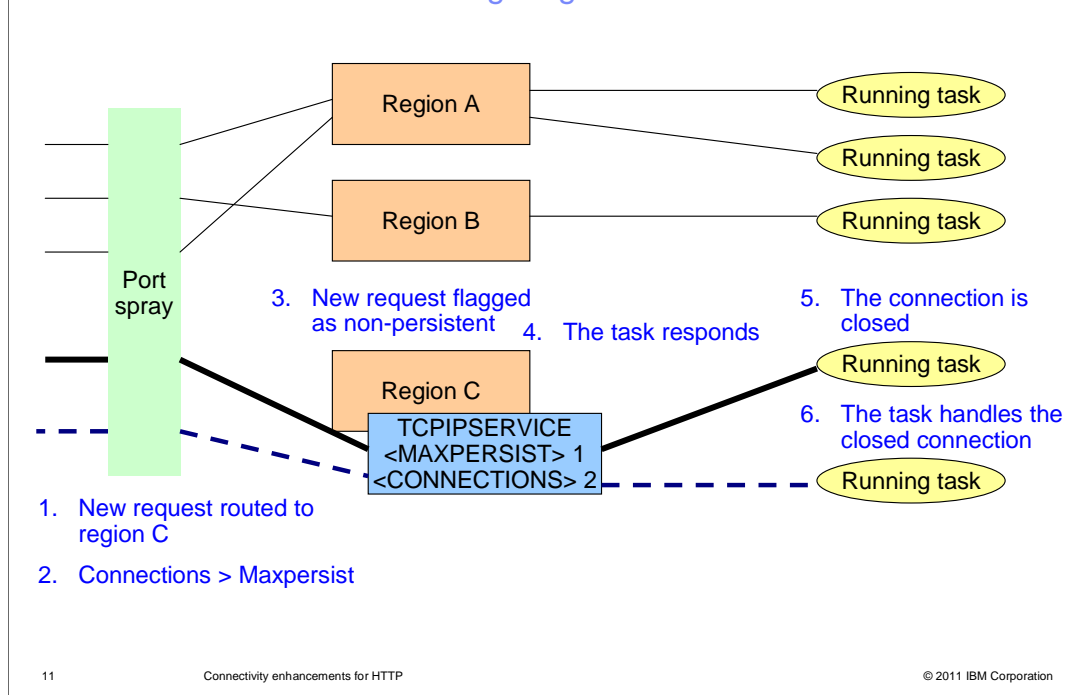 Region A
Running task
Running task
Region B
Running task
Port
spray
3. New request flagged
as non-persistent
4. The task responds
5. The connection is
closed
Region C
Running task
TCPIPSERVICE
<MAXPERSIST> 1
<CONNECTIONS> 2
6. The task handles the
closed connection
Running task
1. New request routed to
region C
2. Connections > Maxpersist
11 Connectivity enhancements for HTTP © 2011 IBM Corporation